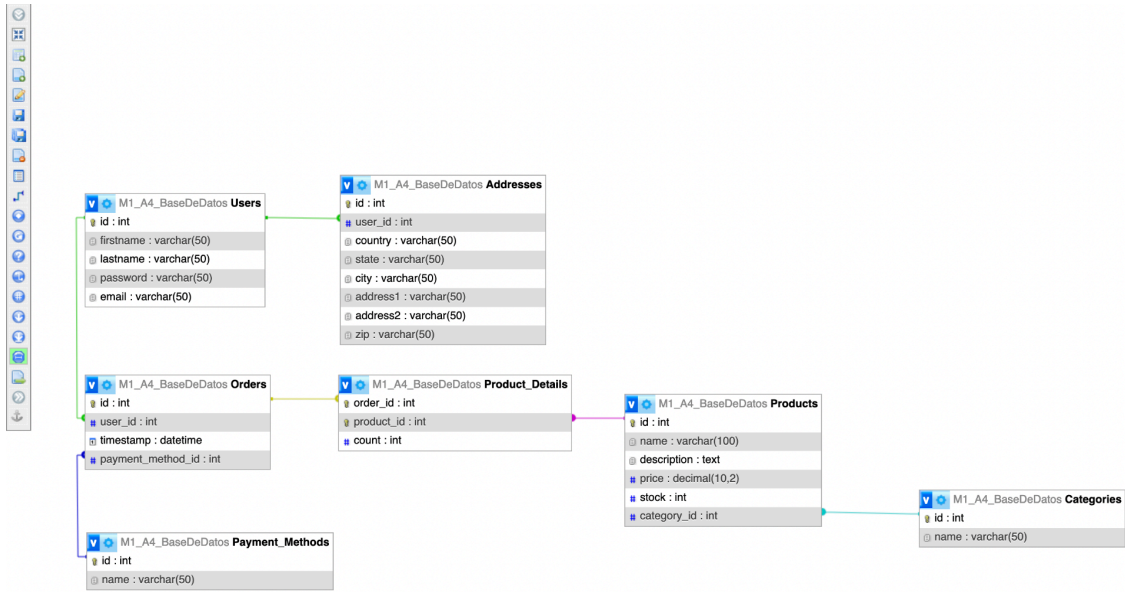 M1_A4_BaseDeDatos Users
id : int
firstname : varchar(50)
lastname : varchar(50)
password : varchar(50)
email : varchar(50)
M1_A4_BaseDeDatos Addresses
id : int
user_id : int
country : varchar(50)
state : varchar(50)
city : varchar(50)
address1 : varchar(50)
address2 : varchar(50)
zip : varchar(50)
M1_A4_BaseDeDatos Orders
id : int
user_id : int
timestamp : datetime
payment_method_id : int
M1_A4_BaseDeDatos Product_Details
order_id : int
product_id : int
count : int
M1_A4_BaseDeDatos Products
id : int
name : varchar(100)
description : text
price : decimal(10,2)
stock : int
category_id : int
M1_A4_BaseDeDatos Categories
id : int
name : varchar(50)
M1_A4_BaseDeDatos Payment_Methods
id : int
name : varchar(50)